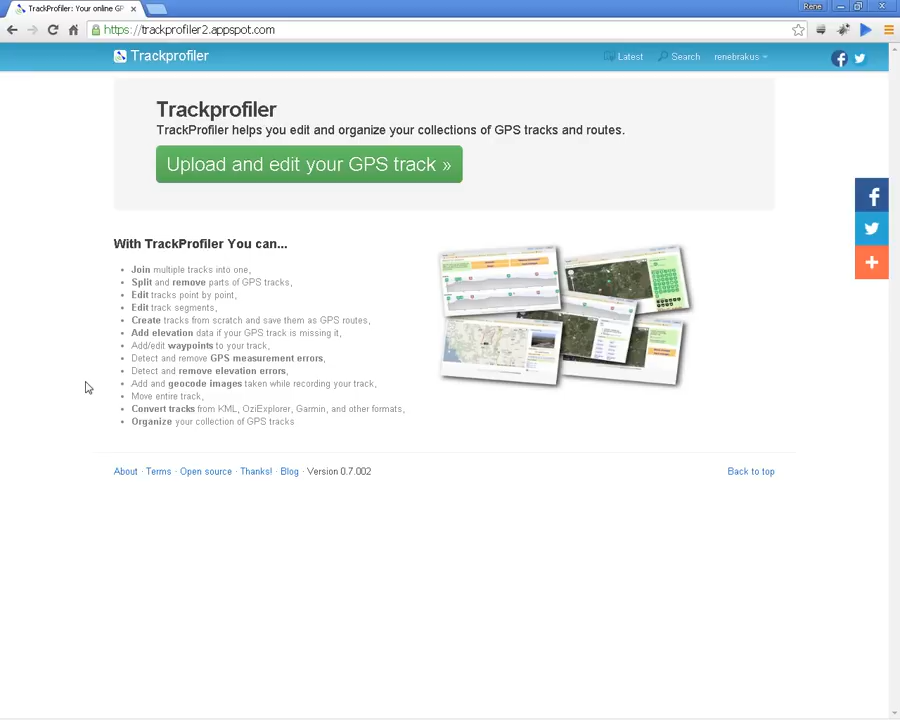 TrackProfiler: Your online GP
Rene
https://trackprofiler2.appspot.com
Trackprofiler
Latest
Search
renebrakus
Trackprofiler
TrackProfiler helps you edit and organize your collections of GPS tracks and routes.
Upload and edit your GPS track »
With TrackProfiler You can...
Join multiple tracks into one,
Split and remove parts of GPS tracks,
Edit tracks point by point,
Edit track segments,
Create tracks from scratch and save them as GPS routes,
Add elevation data if your GPS track is missing it,
Add/edit waypoints to your track,
Detect and remove GPS measurement errors,
Detect and remove elevation errors,
Add and geocode images taken while recording your track,
Move entire track,
Convert tracks from KML, OziExplorer, Garmin, and other formats,
Organize your collection of GPS tracks
About · Terms · Open source · Thanks! · Blog · Version 0.7.002
Back to top